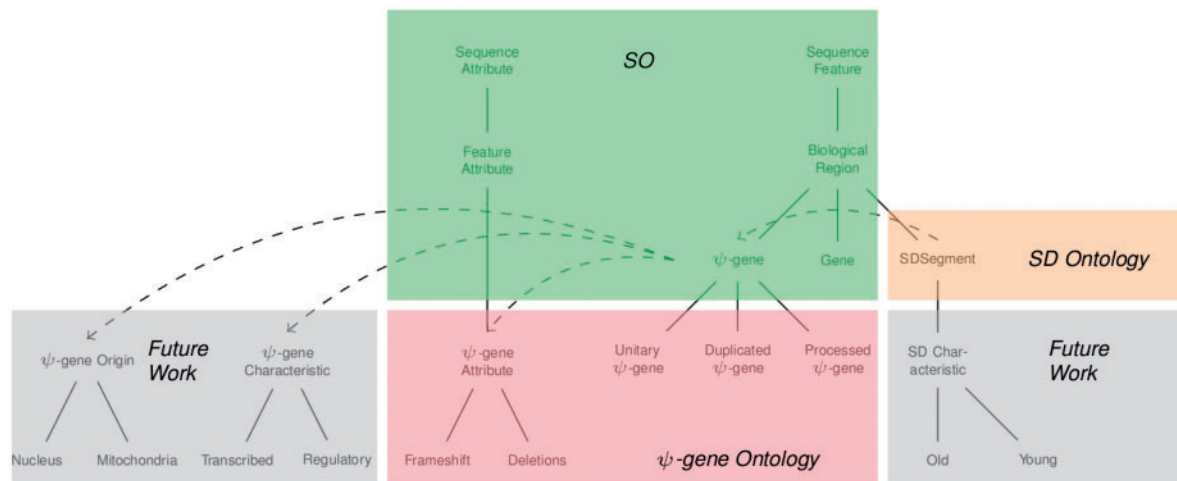 Sequence
Attribute
SO
Sequence
Feature
Feature
Attribute
Biological
Region
ψ-gene
Gene
SDSegment
SD Ontology
ψ-gene Origin
Future
Work
ψ-gene
Characteristic
ψ-gene
Attribute
Unitary
ψ-gene
Duplicated
ψ-gene
Processed
ψ-gene
SD Char-
acteristic
Future
Work
Nucleus
Mitochondria
Transcribed
Regulatory
Frameshift
Deletions
ψ-gene Ontology
Old
Young